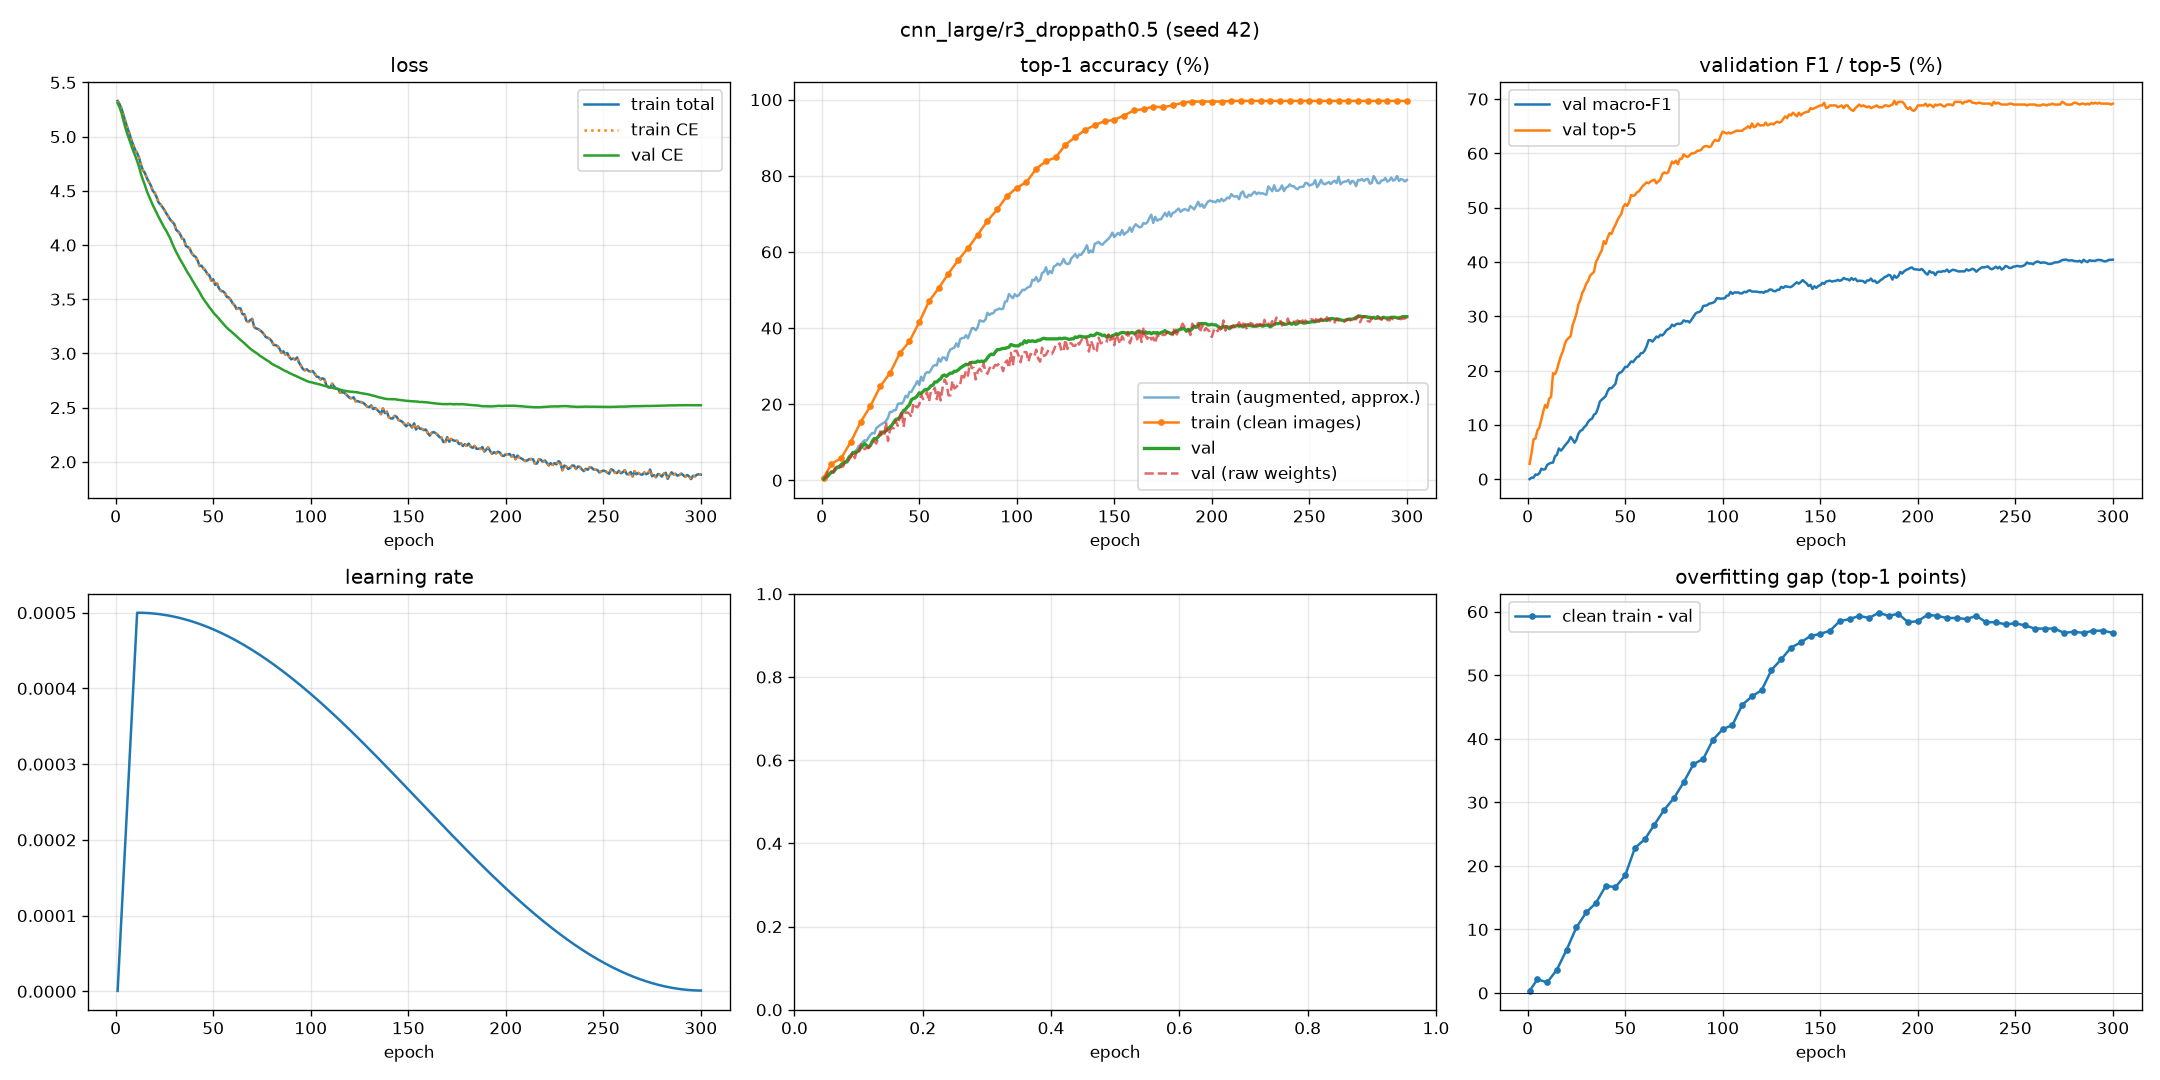 cnn_large/r3_droppath0.5 (seed 42)
loss
5.5
5.0
4.5
4.0
3.5
3.0
2.5
2.0
train total
train CE
val CE
0 50 100 150 200 250 300
epoch
top-1 accuracy (%)
100
80
60
40
20
0
train (augmented, approx.)
train (clean images)
val
val (raw weights)
0 50 100 150 200 250 300
epoch
validation F1 / top-5 (%)
70
60
50
40
30
20
10
0
val macro-F1
val top-5
0 50 100 150 200 250 300
epoch
learning rate
0.0005
0.0004
0.0003
0.0002
0.0001
0.0000
0 50 100 150 200 250 300
epoch
1.0
0.8
0.6
0.4
0.2
0.0
0.0 0.2 0.4 0.6 0.8 1.0
epoch
overfitting gap (top-1 points)
60
50
40
30
20
10
0
clean train - val
0 50 100 150 200 250 300
epoch